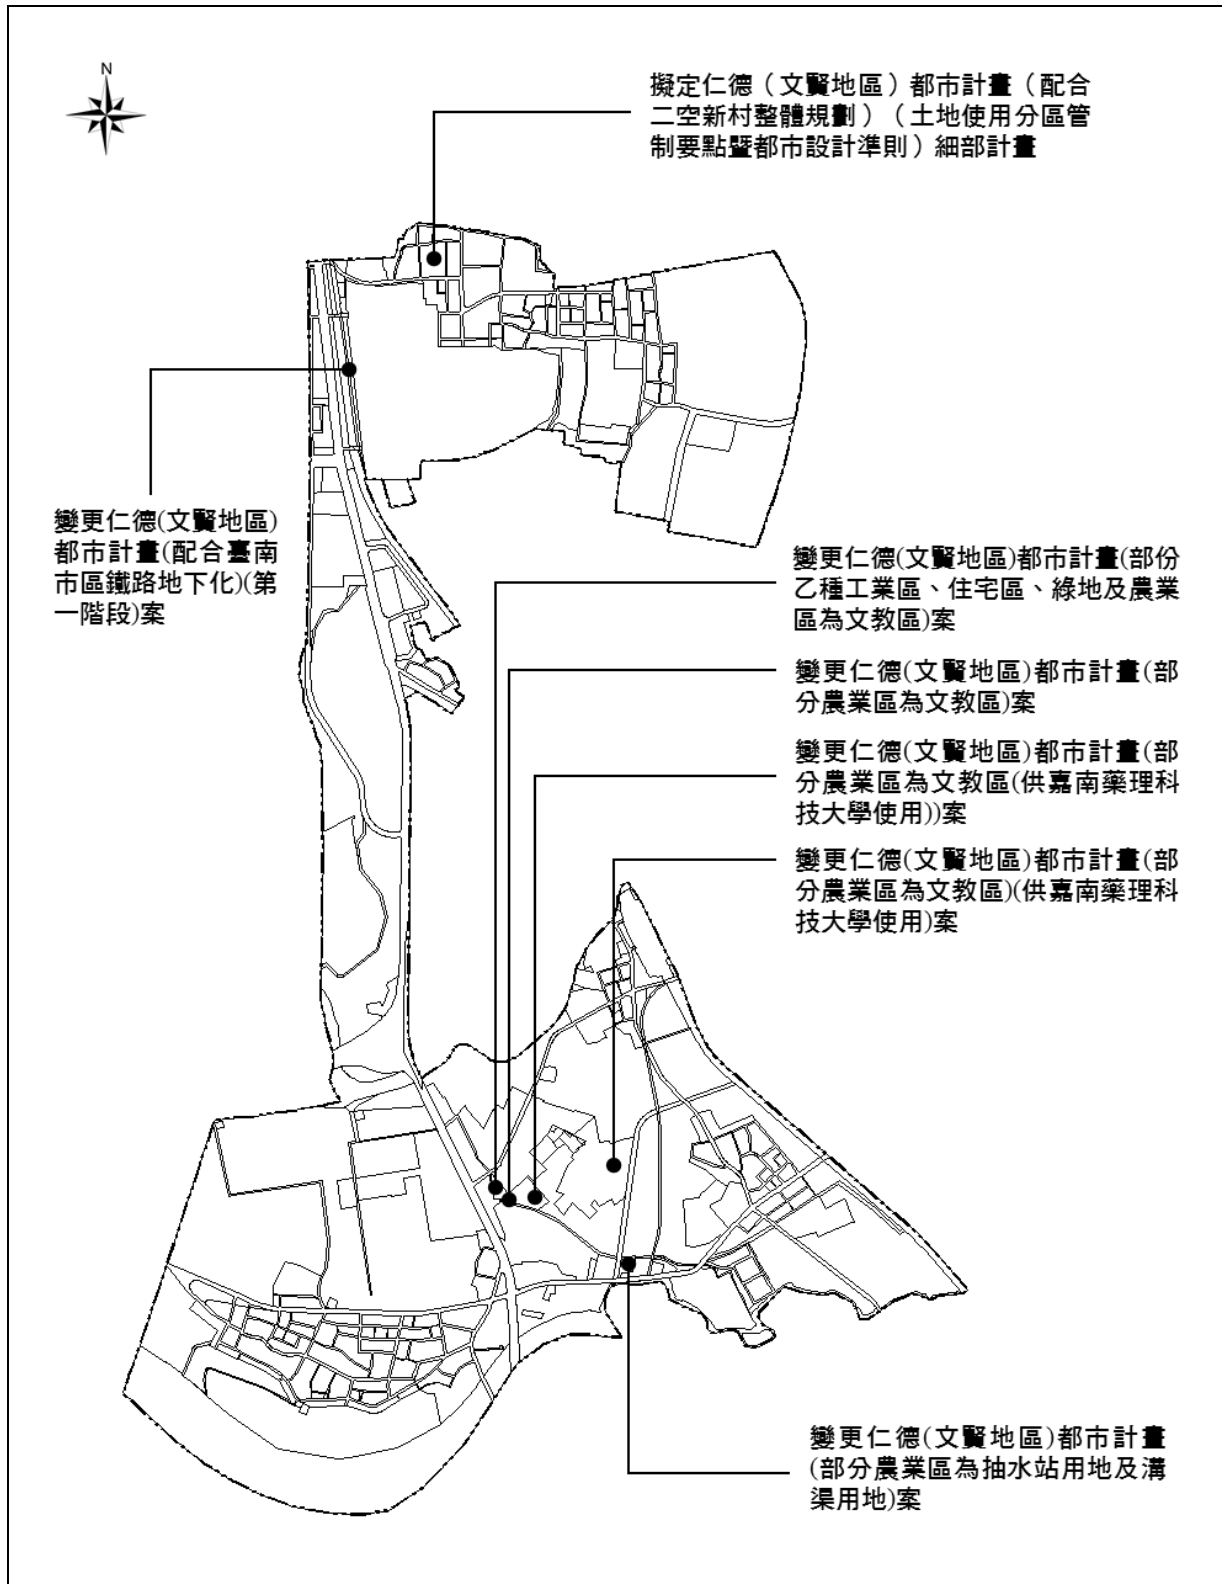 N
擬定仁德（文賢地區）都市計畫（配合
二空新村整體規劃）（土地使用分區管
制要點暨都市設計準則）細部計畫
變更仁德(文賢地區)
都市計畫(配合臺南
市區鐵路地下化)(第
一階段)案
變更仁德(文賢地區)都市計畫(部份
乙種工業區、住宅區、綠地及農業
區為文教區)案
變更仁德(文賢地區)都市計畫(部
分農業區為文教區)案
變更仁德(文賢地區)都市計畫(部
分農業區為文教區(供嘉南藥理科
技大學使用))案
變更仁德(文賢地區)都市計畫(部
分農業區為文教區)(供嘉南藥理科
技大學使用)案
變更仁德(文賢地區)都市計畫
(部分農業區為抽水站用地及溝
渠用地)案